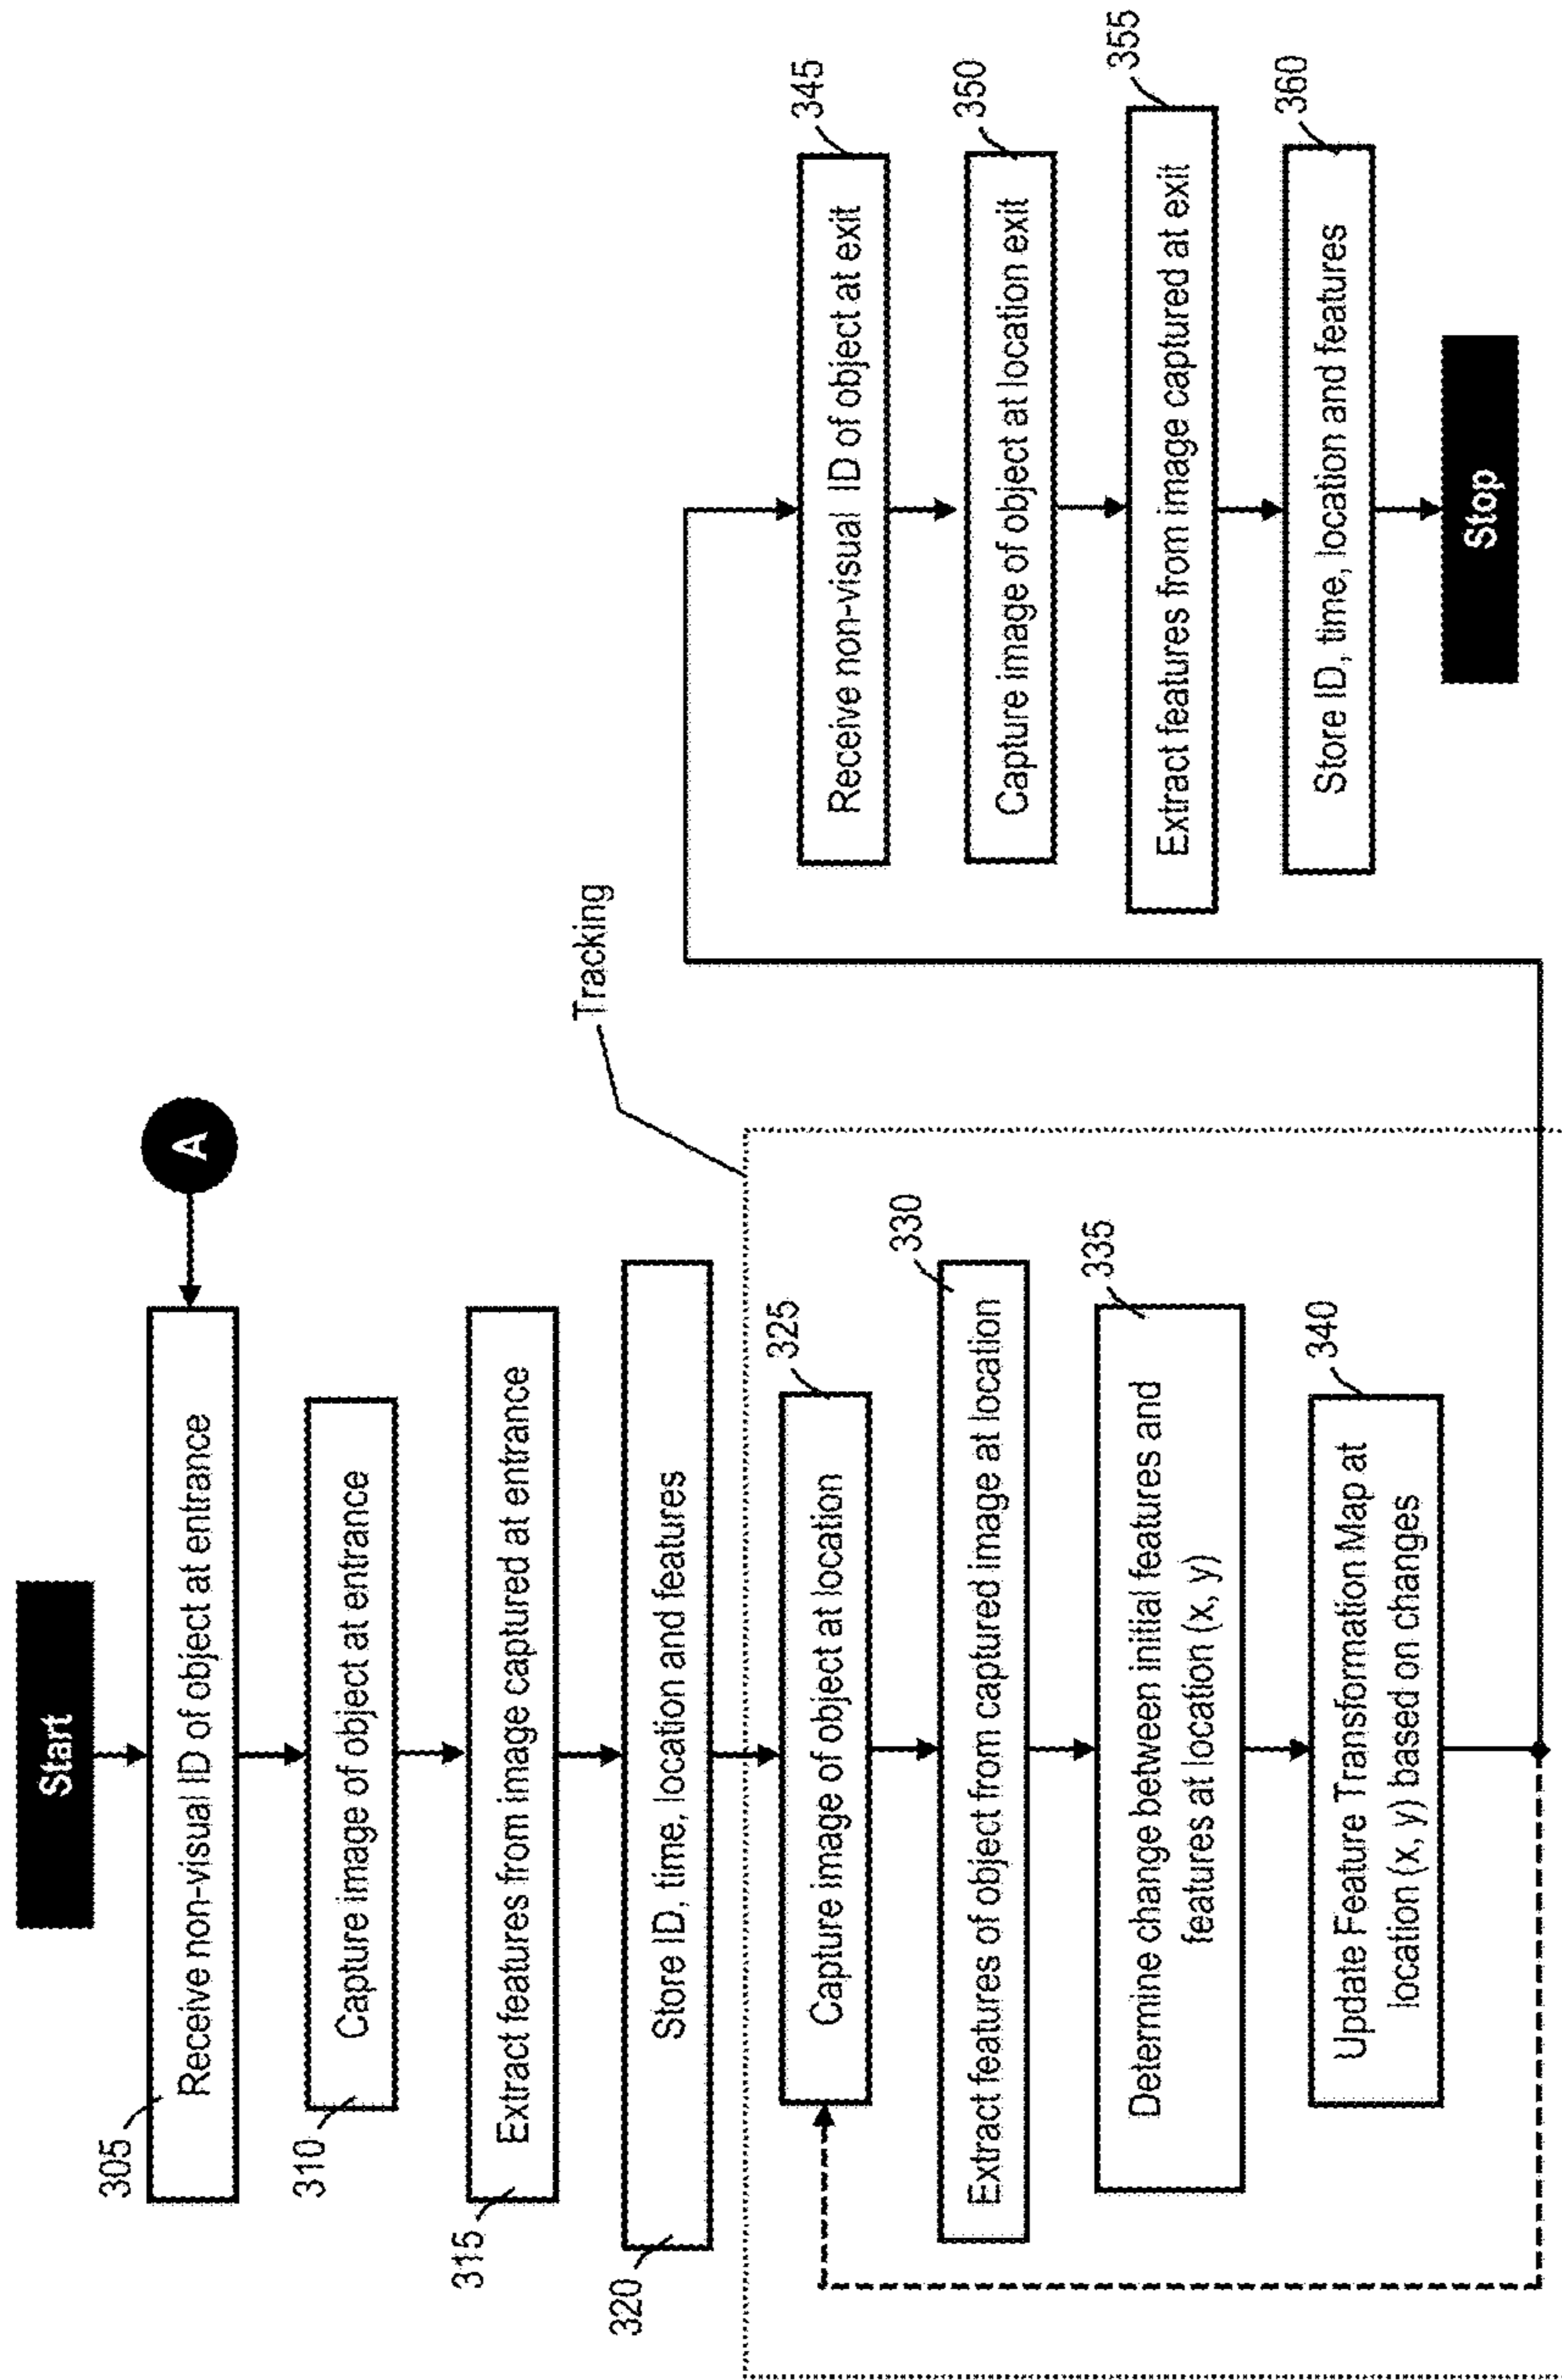 Start
A
305
Receive non-visual ID of object at entrance
310
Capture image of object at entrance
315
Extract features from image captured at entrance
320
Store ID, time, location and features
Tracking
325
Capture image of object at location
330
Extract features of object from captured image at location
335
Determine change between initial features and
features at location (x, y)
340
Update Feature Transformation Map at
location (x, y) based on changes
345
Receive non-visual ID of object at exit
350
Capture image of object at location exit
355
Extract features from image captured at exit
360
Store ID, time, location and features
Stop